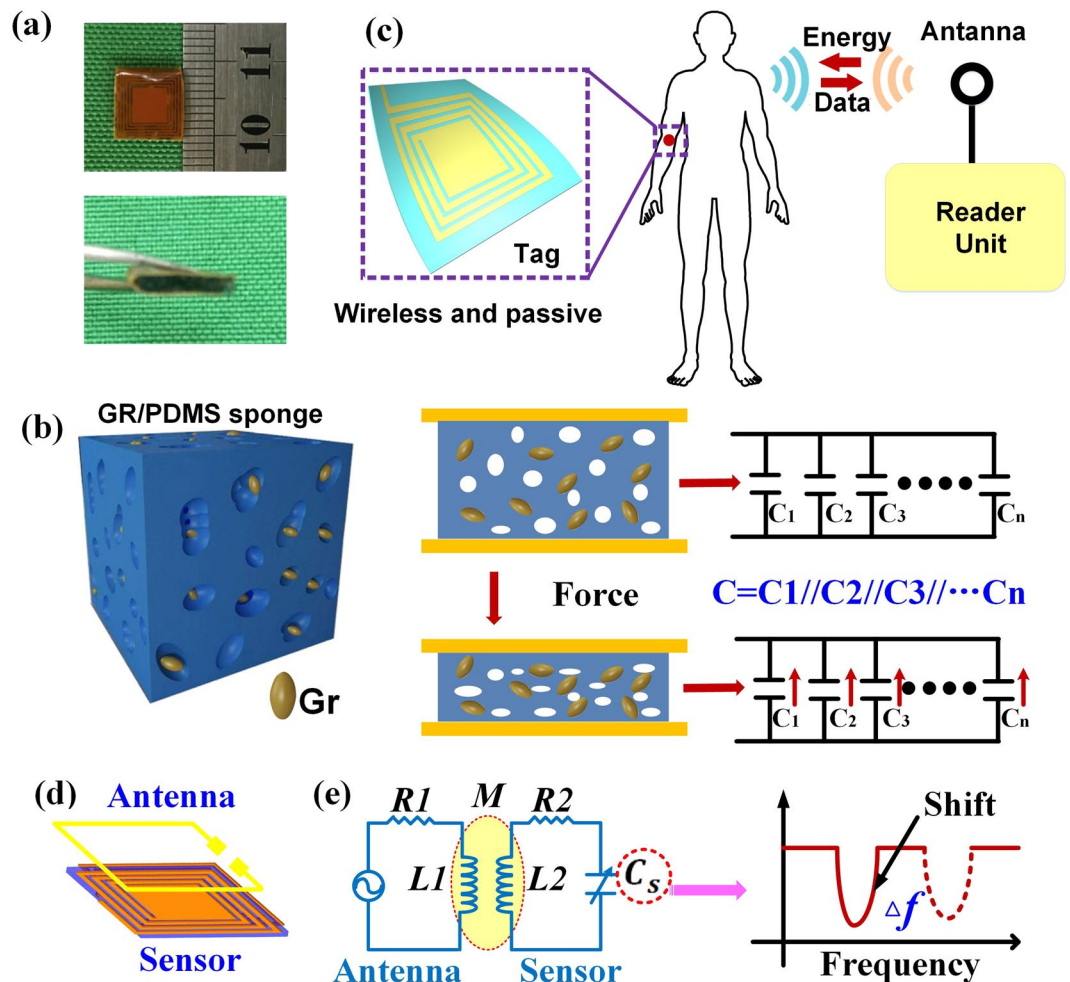 (a)
10 11
(c)
Energy
Data
Antanna
Reader
Unit
Tag
Wireless and passive
(b)
GR/PDMS sponge
Gr
Force
C1 C2 C3 Cn
C=C1//C2//C3//···Cn
C1 C2 C3 Cn
(d)
Antenna
Sensor
(e)
R1 M R2
L1 L2
Cs
Antenna Sensor
Shift
△f
Frequency